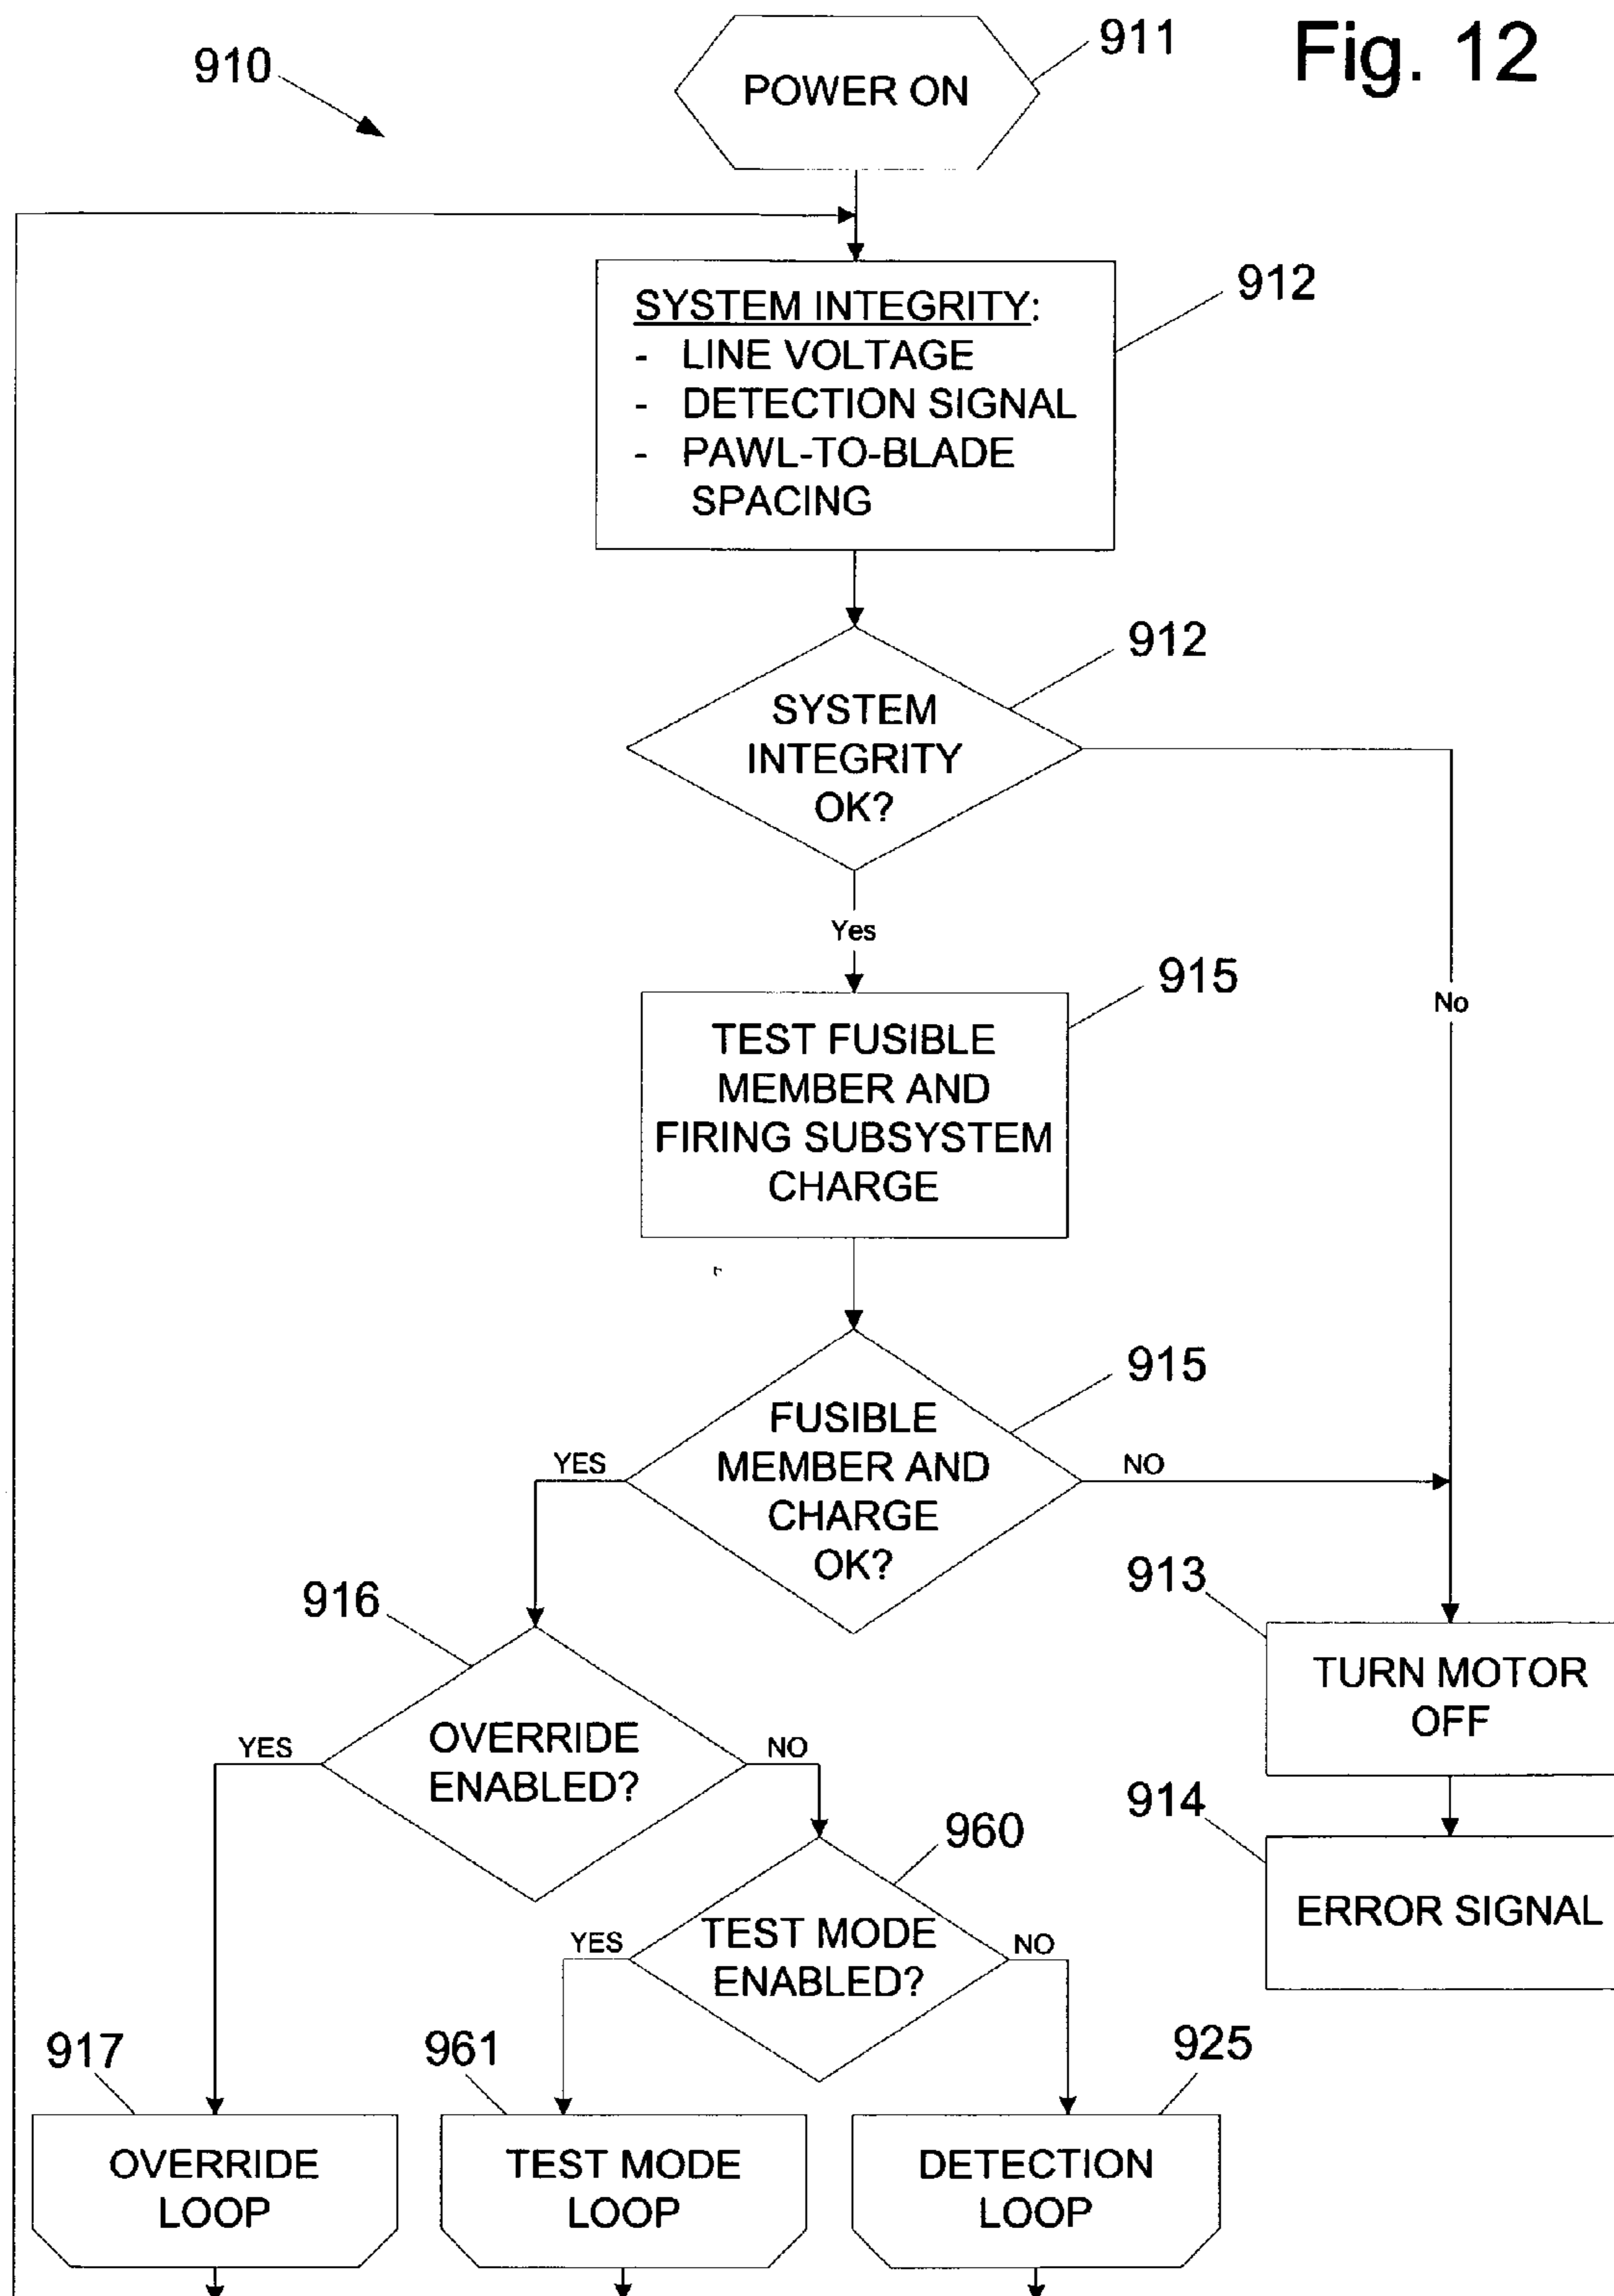 Fig. 12
910
911
POWER ON
912
SYSTEM INTEGRITY:
- LINE VOLTAGE
- DETECTION SIGNAL
- PAWL-TO-BLADE
SPACING
912
SYSTEM
INTEGRITY
OK?
Yes
No
915
TEST FUSIBLE
MEMBER AND
FIRING SUBSYSTEM
CHARGE
915
FUSIBLE
MEMBER AND
CHARGE
OK?
YES
NO
913
TURN MOTOR
OFF
914
ERROR SIGNAL
916
OVERRIDE
ENABLED?
YES
NO
960
TEST MODE
ENABLED?
YES
NO
917
OVERRIDE
LOOP
961
TEST MODE
LOOP
925
DETECTION
LOOP